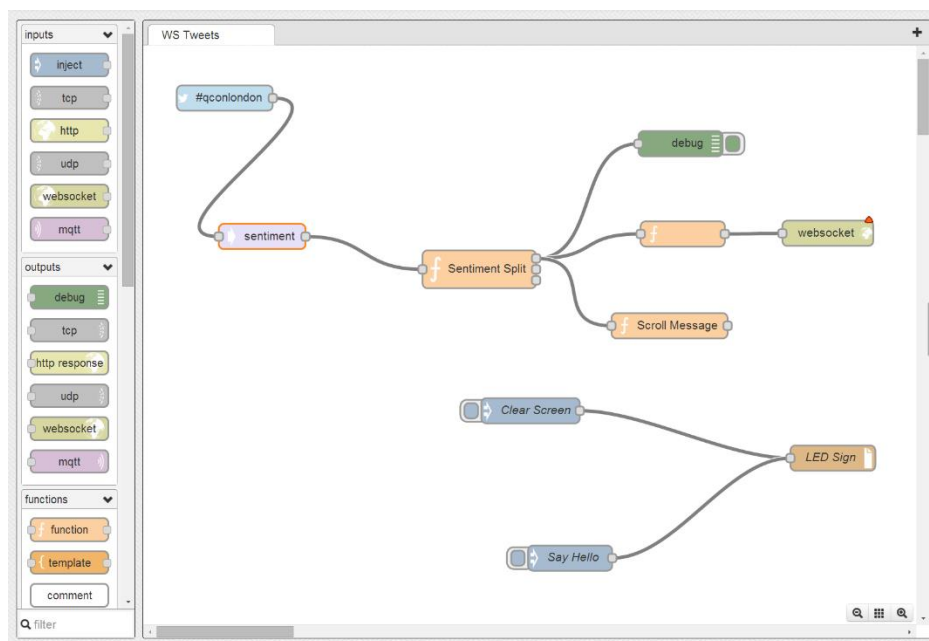 inputs
inject
tcp
http
udp
websocket
mqtt
outputs
debug
tcp
http response
udp
websocket
mqtt
functions
function
template
comment
filter
WS Tweets
#qconlondon
sentiment
Sentiment Split
debug
websocket
Scroll Message
Clear Screen
LED Sign
Say Hello